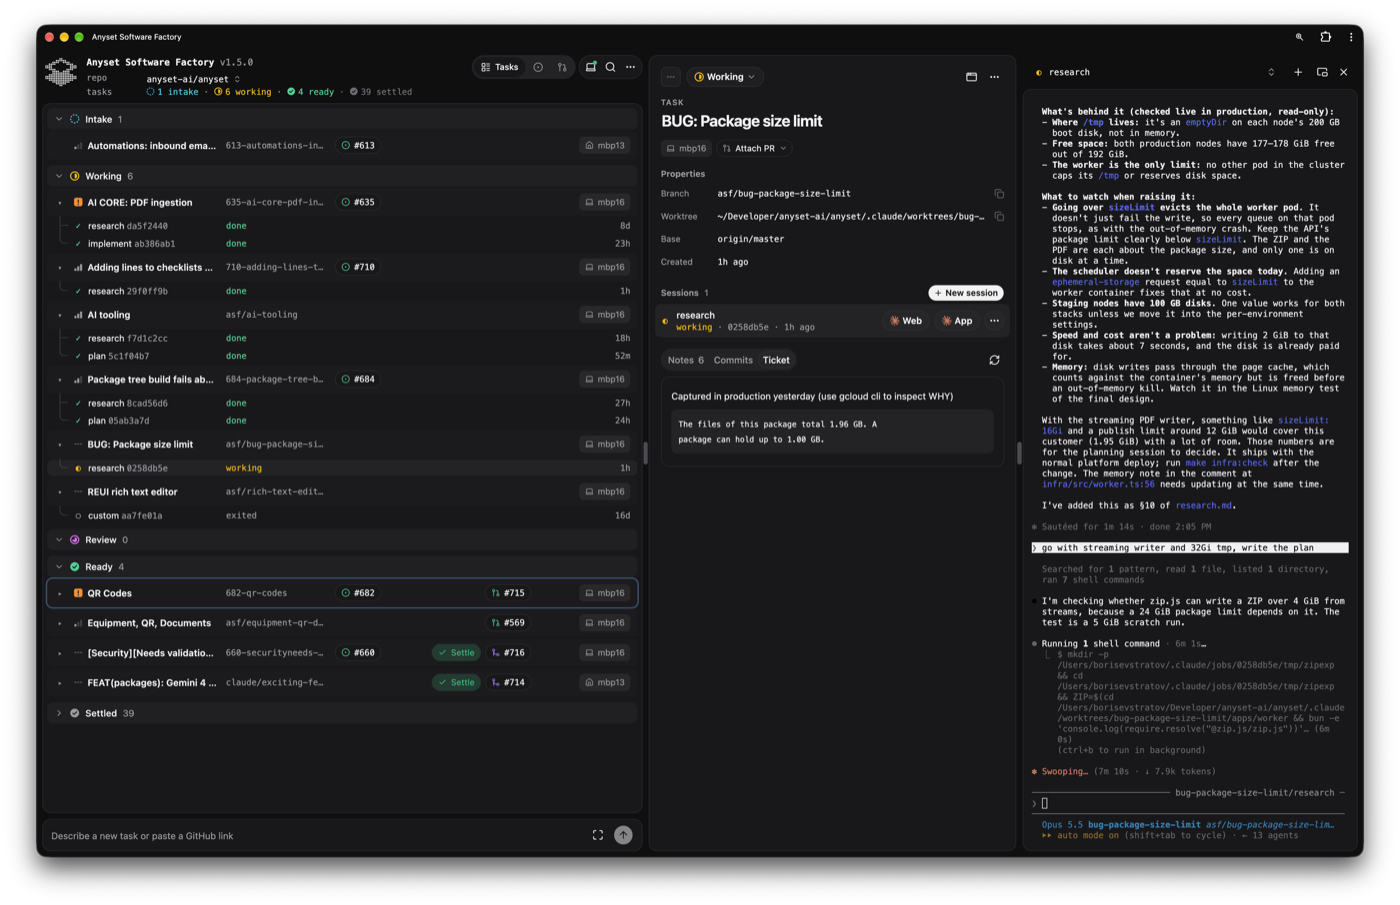 Anyset Software Factory
Anyset Software Factory v1.5.0
repo anyset-ai/anyset
tasks 1 intake · 6 working · 4 ready · 39 settled
Tasks
Intake 1
Automations: inbound ema... 613-automations-in... #613 mbp13
Working 6
AI CORE: PDF ingestion 635-ai-core-pdf-in... #635 mbp16
research da5f2440 done 8d
implement ab386ab1 done 23h
Adding lines to checklists ... 710-adding-lines-t... #710 mbp16
research 29f0ff9b done 1h
AI tooling asf/ai-tooling mbp16
research f7d1c2cc done 18h
plan 5c1f04b7 done 52m
Package tree build fails ab... 684-package-tree-b... #684 mbp16
research 8cad56d6 done 27h
plan 05ab3a7d done 24h
BUG: Package size limit asf/bug-package-si... mbp16
research 0258db5e working 1h
REUI rich text editor asf/rich-text-edit... mbp16
custom aa7fe01a exited 16d
Review 0
Ready 4
QR Codes 682-qr-codes #682 #715 mbp16
Equipment, QR, Documents asf/equipment-qr-d... #569 mbp16
[Security][Needs validatio... 660-securityneeds-... #660 Settle #716 mbp16
FEAT(packages): Gemini 4 ... claude/exciting-fe... Settle #714 mbp13
Settled 39
Describe a new task or paste a GitHub link
Working
TASK
BUG: Package size limit
mbp16 Attach PR
Properties
Branch asf/bug-package-size-limit
Worktree ~/Developer/anyset-ai/anyset/.claude/worktrees/bug-...
Base origin/master
Created 1h ago
Sessions 1 + New session
research
working · 0258db5e · 1h ago
Web App
Notes 6 Commits Ticket
Captured in production yesterday (use gcloud cli to inspect WHY)
The files of this package total 1.96 GB. A
package can hold up to 1.00 GB.
research
What's behind it (checked live in production, read-only):
- Where /tmp lives: it's an emptyDir on each node's 200 GB
boot disk, not in memory.
- Free space: both production nodes have 177–178 GiB free
out of 192 GiB.
- The worker is the only limit: no other pod in the cluster
caps its /tmp or reserves disk space.
What to watch when raising it:
- Going over sizeLimit evicts the whole worker pod. It
doesn't just fail the write, so every queue on that pod
stops, as with the out-of-memory crash. Keep the API's
package limit clearly below sizeLimit. The ZIP and the
PDF are each about the package size, and only one is on
disk at a time.
- The scheduler doesn't reserve the space today. Adding an
ephemeral-storage request equal to sizeLimit to the
worker container fixes that at no cost.
- Staging nodes have 100 GB disks. One value works for both
stacks unless we move it into the per-environment
settings.
- Speed and cost aren't a problem: writing 2 GiB to that
disk takes about 7 seconds, and the disk is already paid
for.
- Memory: disk writes pass through the page cache, which
counts against the container's memory but is freed before
an out-of-memory kill. Watch it in the Linux memory test
of the final design.
With the streaming PDF writer, something like sizeLimit:
16Gi and a publish limit around 12 GiB would cover this
customer (1.95 GiB) with a lot of room. Those numbers are
for the planning session to decide. It ships with the
normal platform deploy; run make infra:check after the
change. The memory note in the comment at
infra/src/worker.ts:56 needs updating at the same time.
I've added this as §10 of research.md.
Sautéed for 1m 14s · done 2:05 PM
❯ go with streaming writer and 32Gi tmp, write the plan
Searched for 1 pattern, read 1 file, listed 1 directory,
ran 7 shell commands
I'm checking whether zip.js can write a ZIP over 4 GiB from
streams, because a 24 GiB package limit depends on it. The
test is a 5 GiB scratch run.
Running 1 shell command · 6m 1s…
$ mkdir -p
/Users/borisevstratov/.claude/jobs/0258db5e/tmp/zipexp
&& cd
/Users/borisevstratov/.claude/jobs/0258db5e/tmp/zipexp
&& ZIP=$(cd
/Users/borisevstratov/Developer/anyset-ai/anyset/.claude
/worktrees/bug-package-size-limit/apps/worker && bun -e
'console.log(require.resolve("@zip.js/zip.js"))'… (6m
0s)
(ctrl+b to run in background)
Swooping… (7m 10s · ↓ 7.9k tokens)
bug-package-size-limit/research
❯
Opus 5.5 bug-package-size-limit asf/bug-package-size-lim…
auto mode on (shift+tab to cycle) · ← 13 agents